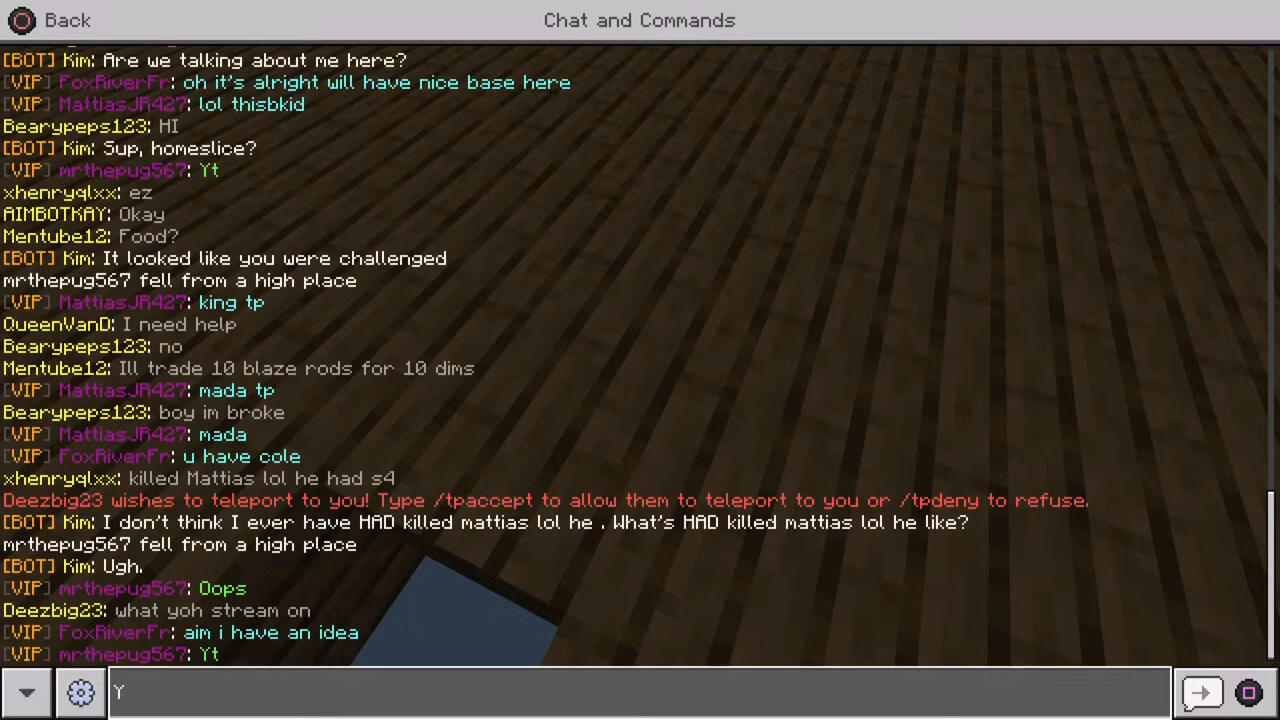 Back
Chat and Commands
[BOT] Kim: Are we talking about me here?
[VIP] FoxRiverFr: oh it's alright will have nice base here
[VIP] MattiasJR427: lol thisbkid
Bearypeps123: HI
[BOT] Kim: Sup, homeslice?
[VIP] mrthepug567: Yt
xhenryqlxx: ez
AIMBOTKAY: Okay
Mentube12: Food?
[BOT] Kim: It looked like you were challenged
mrthepug567 fell from a high place
[VIP] MattiasJR427: king tp
QueenVanD: I need help
Bearypeps123: no
Mentube12: Ill trade 10 blaze rods for 10 dims
[VIP] MattiasJR427: mada tp
Bearypeps123: boy im broke
[VIP] MattiasJR427: mada
[VIP] FoxRiverFr: u have cole
xhenryqlxx: killed Mattias lol he had s4
Deezbig23 wishes to teleport to you! Type /tpaccept to allow them to teleport to you or /tpdeny to refuse.
[BOT] Kim: I don't think I ever have HAD killed mattias lol he . What's HAD killed mattias lol he like?
mrthepug567 fell from a high place
[BOT] Kim: Ugh.
[VIP] mrthepug567: Oops
Deezbig23: what yoh stream on
[VIP] FoxRiverFr: aim i have an idea
[VIP] mrthepug567: Yt
Y